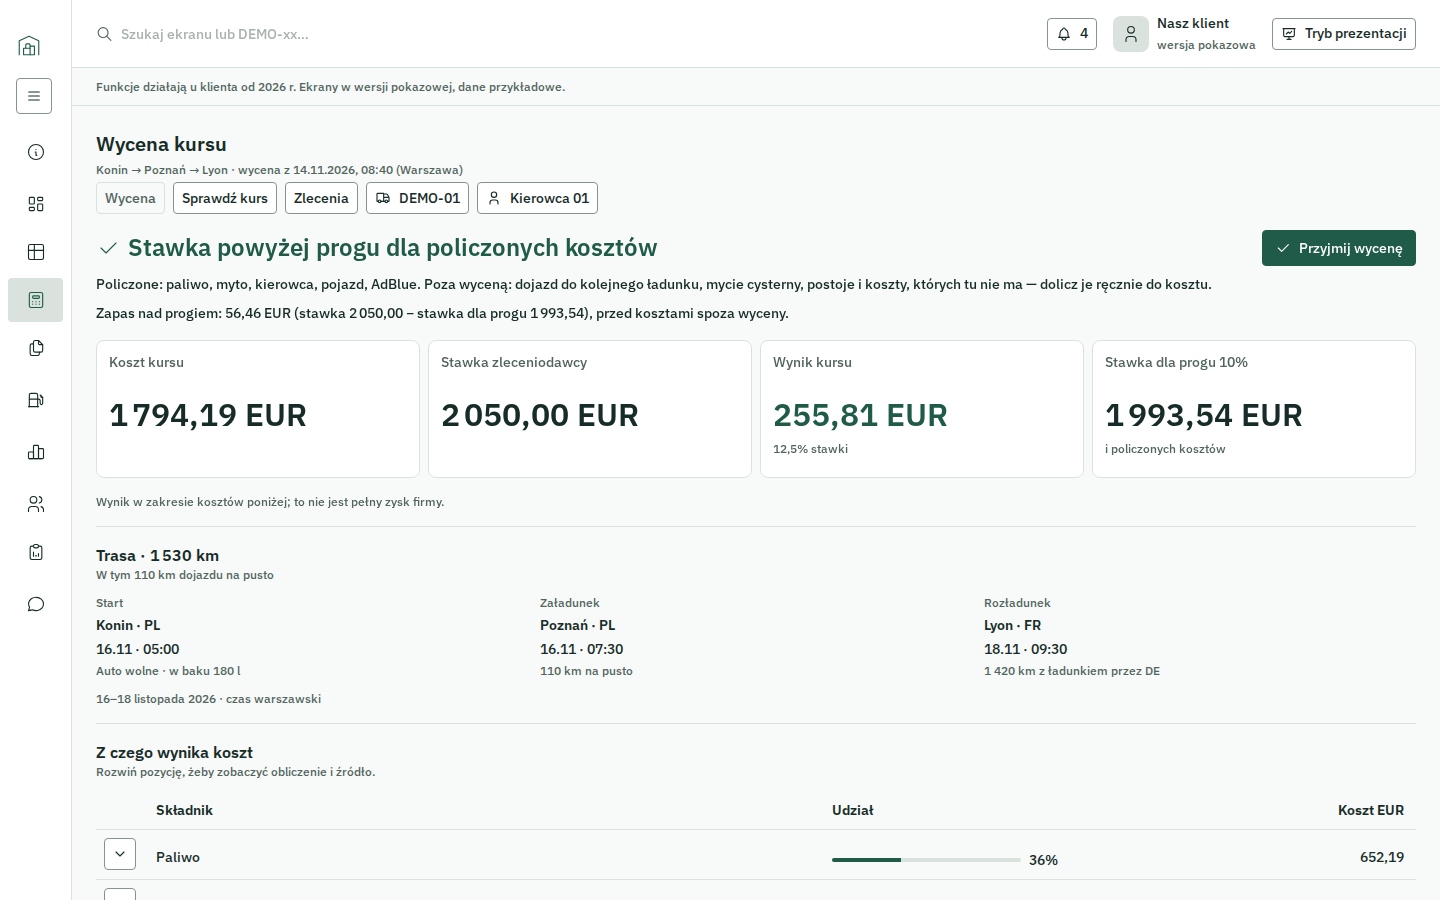 Szukaj ekranu lub DEMO-xx...
4
Nasz klient
wersja pokazowa
Tryb prezentacji
Funkcje działają u klienta od 2026 r. Ekrany w wersji pokazowej, dane przykładowe.
Wycena kursu
Konin → Poznań → Lyon · wycena z 14.11.2026, 08:40 (Warszawa)
Wycena
Sprawdź kurs
Zlecenia
DEMO-01
Kierowca 01
Stawka powyżej progu dla policzonych kosztów
Przyjmij wycenę
Policzone: paliwo, myto, kierowca, pojazd, AdBlue. Poza wyceną: dojazd do kolejnego ładunku, mycie cysterny, postoje i koszty, których tu nie ma — dolicz je ręcznie do kosztu.
Zapas nad progiem: 56,46 EUR (stawka 2 050,00 – stawka dla progu 1 993,54), przed kosztami spoza wyceny.
Koszt kursu
1 794,19 EUR
Stawka zleceniodawcy
2 050,00 EUR
Wynik kursu
255,81 EUR
12,5% stawki
Stawka dla progu 10%
1 993,54 EUR
i policzonych kosztów
Wynik w zakresie kosztów poniżej; to nie jest pełny zysk firmy.
Trasa · 1 530 km
W tym 110 km dojazdu na pusto
Start
Konin · PL
16.11 · 05:00
Auto wolne · w baku 180 l
Załadunek
Poznań · PL
16.11 · 07:30
110 km na pusto
Rozładunek
Lyon · FR
18.11 · 09:30
1 420 km z ładunkiem przez DE
16–18 listopada 2026 · czas warszawski
Z czego wynika koszt
Rozwiń pozycję, żeby zobaczyć obliczenie i źródło.
Składnik
Udział
Koszt EUR
Paliwo
36%
652,19